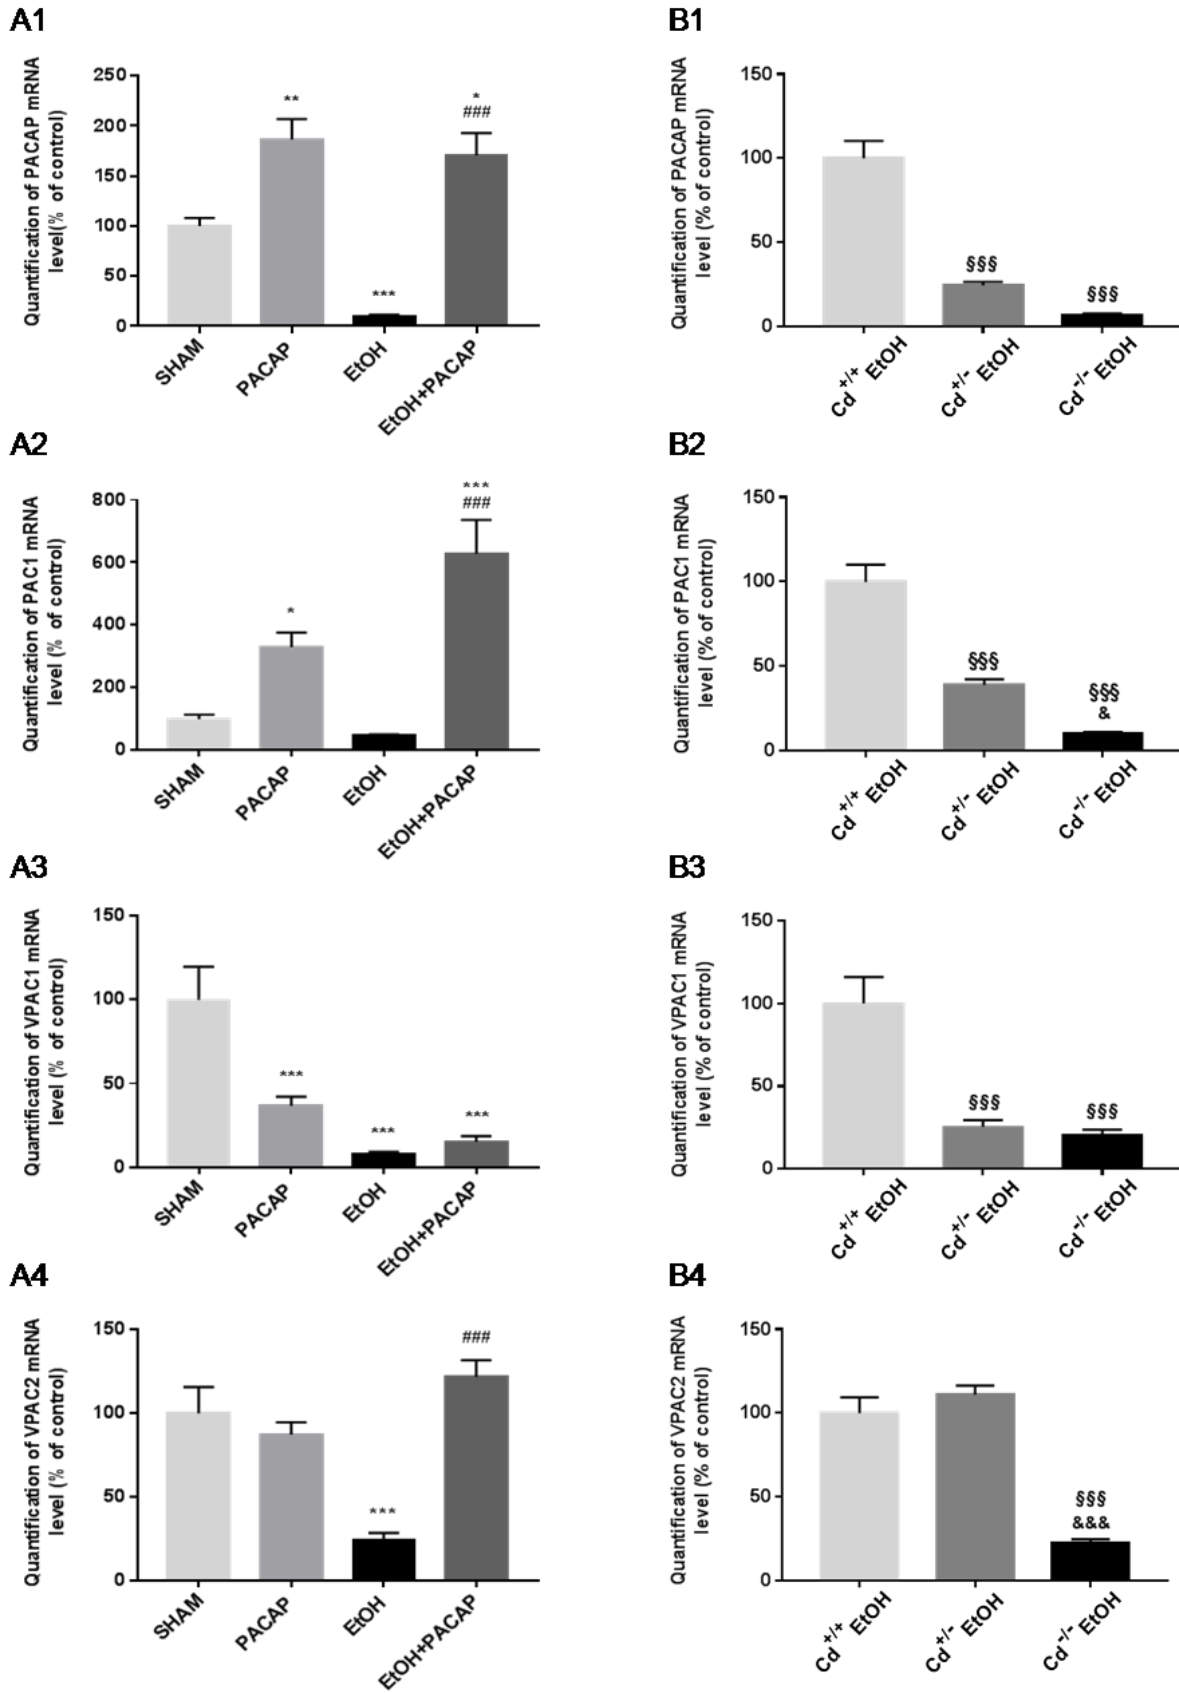 A1
Quantification of PACAP mRNA
level(% of control)
250
200
150
100
50
0
**
***
*
###
SHAM
PACAP
EtOH
EtOH+PACAP
B1
Quantification of PACAP mRNA
level (% of control)
150
100
50
0
§§§
§§§
Cd+/+ EtOH
Cd+/- EtOH
Cd-/- EtOH
A2
Quantification of PAC1 mRNA
level (% of control)
800
600
400
200
0
*
***
###
SHAM
PACAP
EtOH
EtOH+PACAP
B2
Quantification of PAC1 mRNA
level (% of control)
150
100
50
0
§§§
§§§
&
Cd+/+ EtOH
Cd+/- EtOH
Cd-/- EtOH
A3
Quantification of VPAC1 mRNA
level (% of control)
150
100
50
0
***
***
***
SHAM
PACAP
EtOH
EtOH+PACAP
B3
Quantification of VPAC1 mRNA
level (% of control)
150
100
50
0
§§§
§§§
Cd+/+ EtOH
Cd+/- EtOH
Cd-/- EtOH
A4
Quantification of VPAC2 mRNA
level (% of control)
150
100
50
0
***
###
SHAM
PACAP
EtOH
EtOH+PACAP
B4
Quantification of VPAC2 mRNA
level (% of control)
150
100
50
0
§§§
&&&
Cd+/+ EtOH
Cd+/- EtOH
Cd-/- EtOH